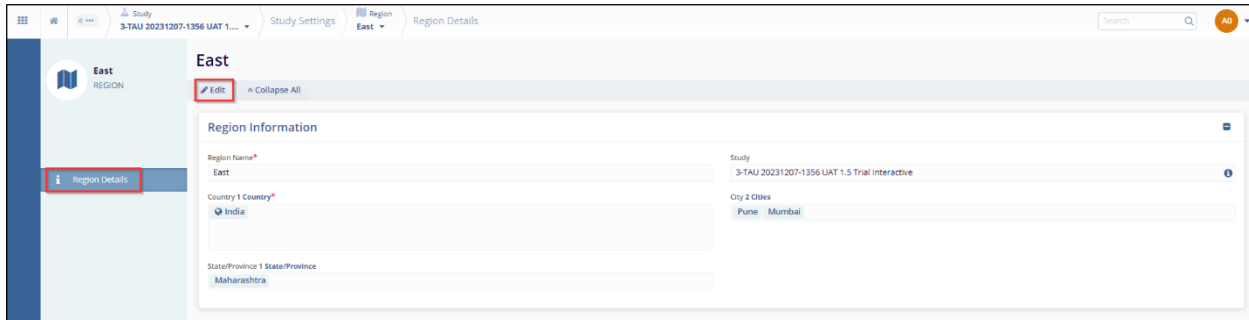 Study
3-TAU 20231207-1356 UAT 1....
Study Settings
Region
East
Region Details
Search
AO
East
REGION
Region Details
East
Edit
Collapse All
Region Information
Region Name*
East
Study
3-TAU 20231207-1356 UAT 1.5 Trial Interactive
Country 1 Country*
India
City 2 Cities
Pune Mumbai
State/Province 1 State/Province
Maharashtra